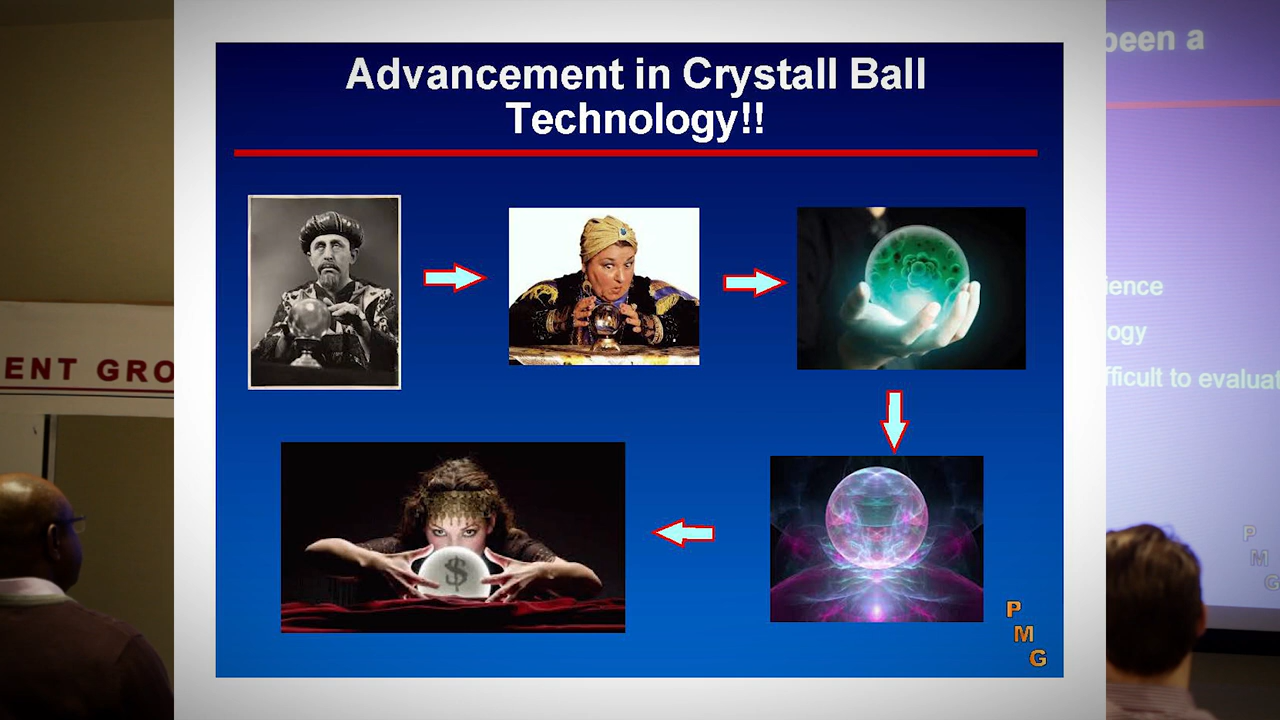 Advancement in Crystall Ball
Technology!!
$
P
M
G
ENT GRO
been a
ience
ogy
fficult to evaluat
P
M
G